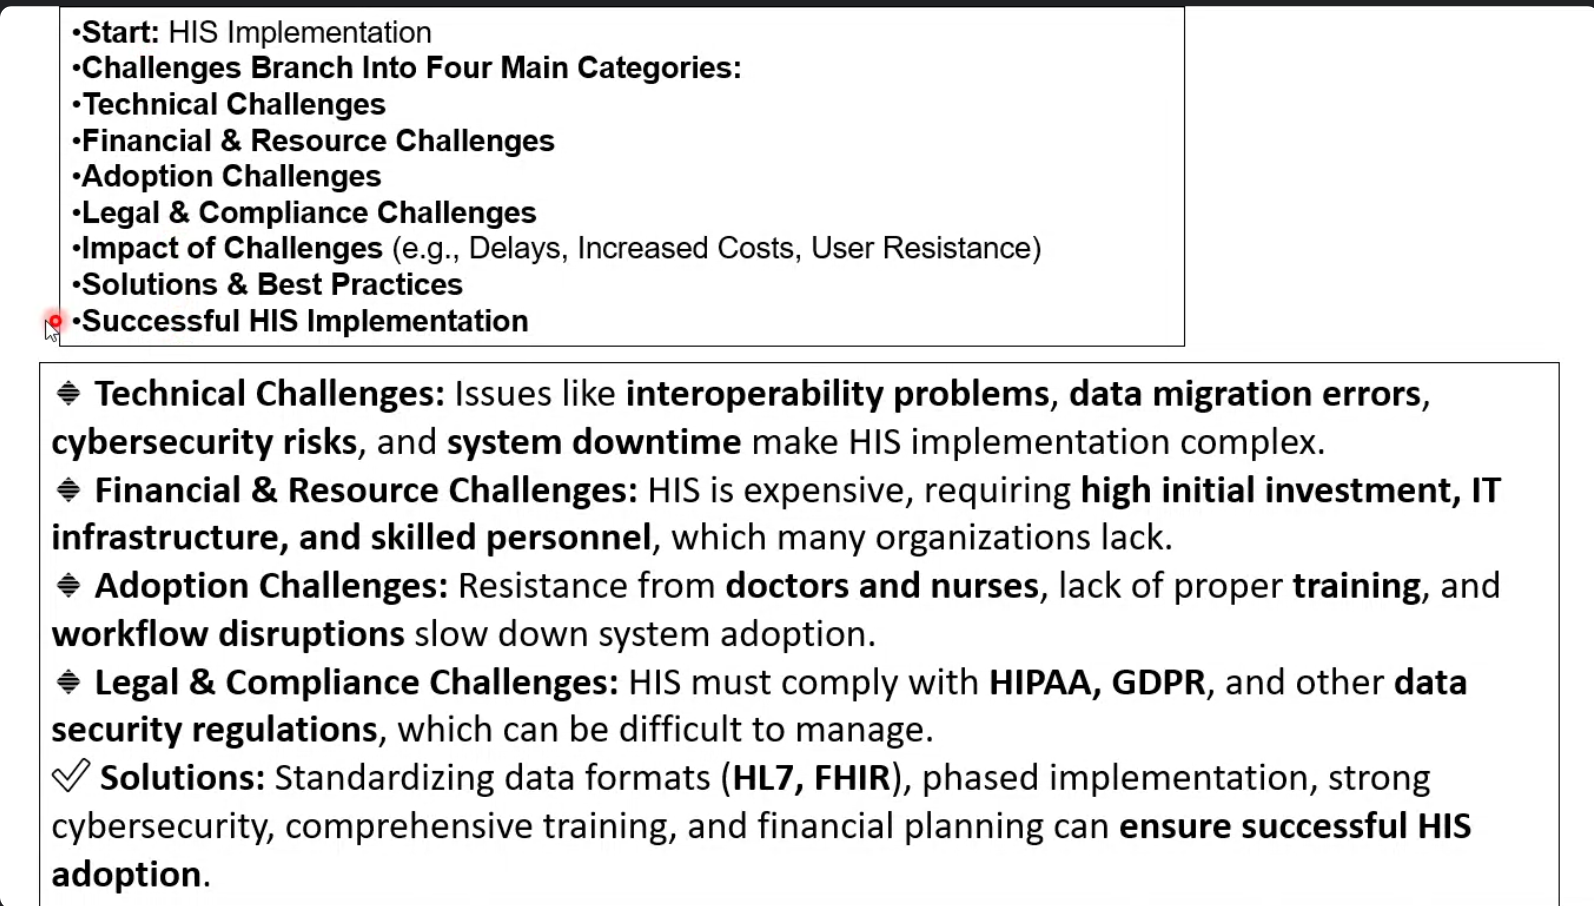 •Start: HIS Implementation
•Challenges Branch Into Four Main Categories:
•Technical Challenges
•Financial & Resource Challenges
•Adoption Challenges
•Legal & Compliance Challenges
•Impact of Challenges (e.g., Delays, Increased Costs, User Resistance)
•Solutions & Best Practices
•Successful HIS Implementation
Technical Challenges: Issues like interoperability problems, data migration errors,
cybersecurity risks, and system downtime make HIS implementation complex.
Financial & Resource Challenges: HIS is expensive, requiring high initial investment, IT
infrastructure, and skilled personnel, which many organizations lack.
Adoption Challenges: Resistance from doctors and nurses, lack of proper training, and
workflow disruptions slow down system adoption.
Legal & Compliance Challenges: HIS must comply with HIPAA, GDPR, and other data
security regulations, which can be difficult to manage.
Solutions: Standardizing data formats (HL7, FHIR), phased implementation, strong
cybersecurity, comprehensive training, and financial planning can ensure successful HIS
adoption.